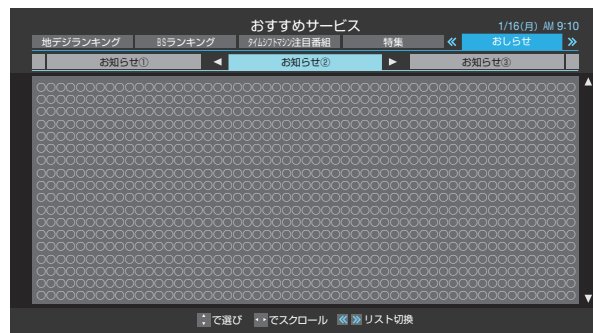 おすすめサービス
1/16(月) AM 9:10
地デジランキング BSランキング タイムシフトマシン注目番組 特集 ≪ おしらせ ≫
お知らせ① ◀ お知らせ② ▶ お知らせ③
で選び でスクロール ≪ ≫ リスト切換